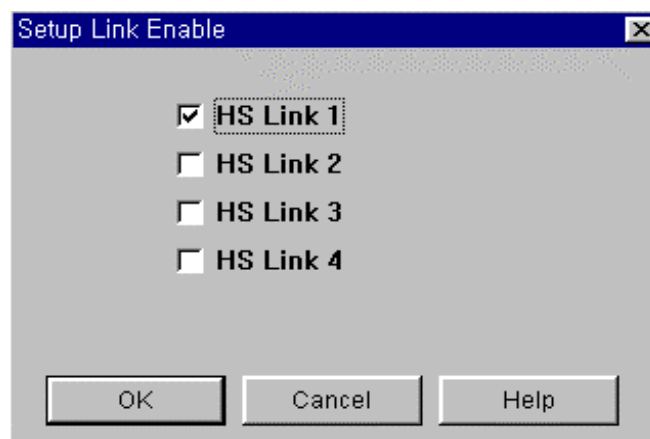 Setup Link Enable
HS Link 1
HS Link 2
HS Link 3
HS Link 4
OK Cancel Help